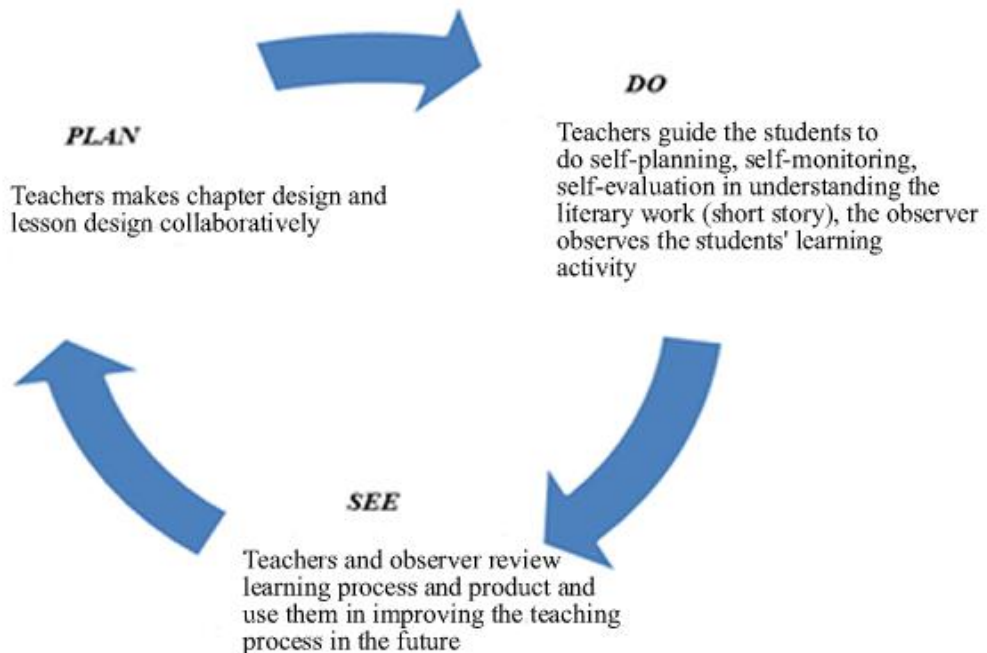 PLAN
Teachers makes chapter design and
lesson design collaboratively
DO
Teachers guide the students to
do self-planning, self-monitoring,
self-evaluation in understanding the
literary work (short story), the observer
observes the students' learning
activity
SEE
Teachers and observer review
learning process and product and
use them in improving the teaching
process in the future